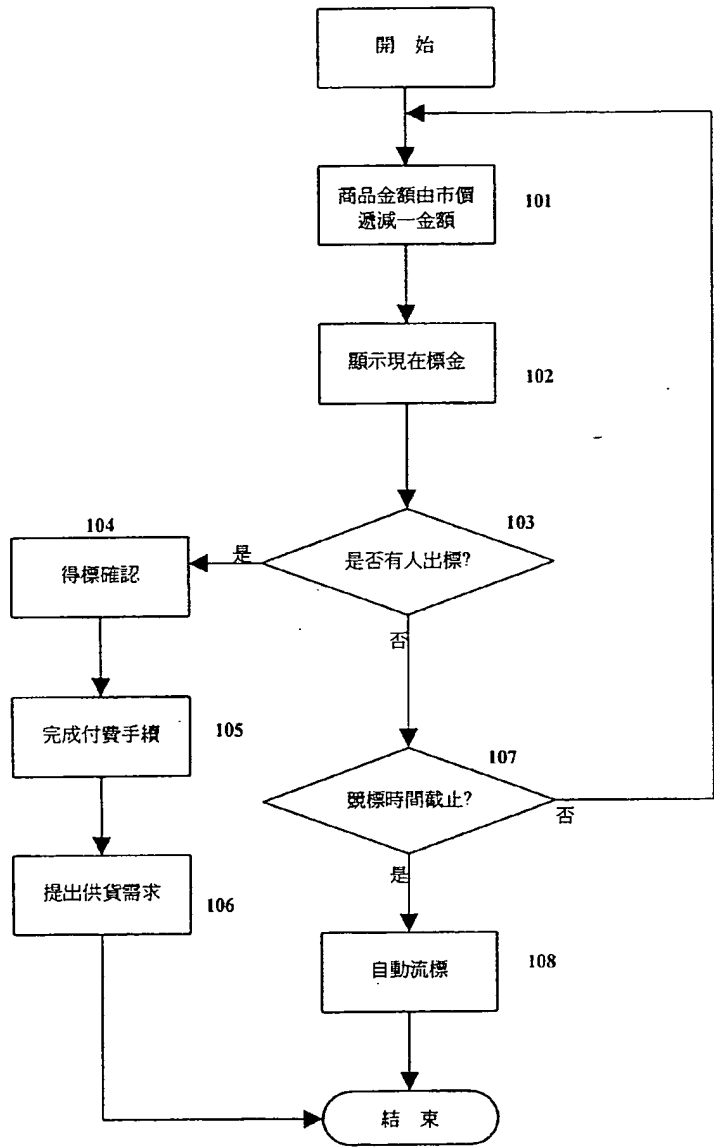 開 始
商品金額由市價
遞減一金額
101
顯示現在標金
102
103
是否有人出標?
是
104
得標確認
否
完成付費手續
105
107
競標時間截止?
否
是
提出供貨需求
106
自動流標
108
結 束